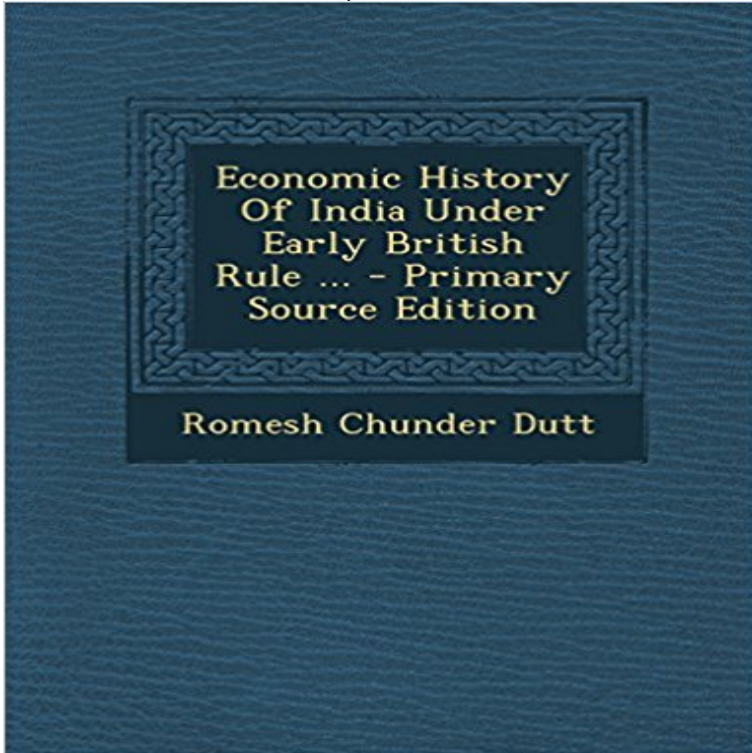 Economic History
Of India Under
Early British
Rule ... - Primary
Source Edition
Romesh Chunder Dutt